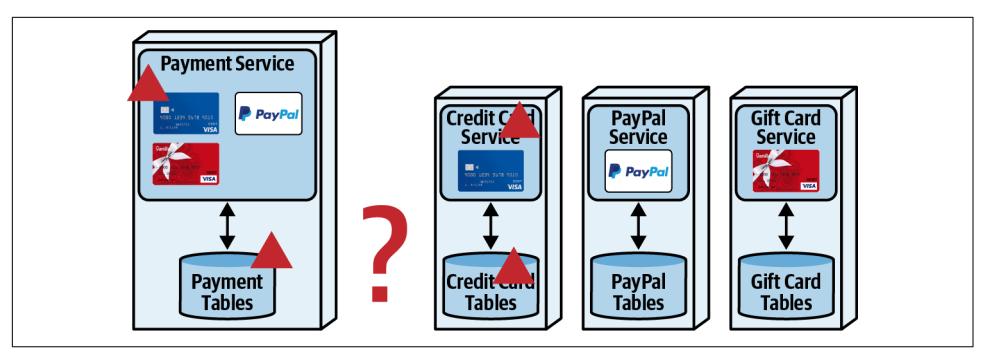 Payment Service
PayPal
VISA
VISA
Payment
Tables
?
Credit Card
Service
VISA
Credit Card
Tables
PayPal
Service
PayPal
PayPal
Tables
Gift Card
Service
VISA
Gift Card
Tables